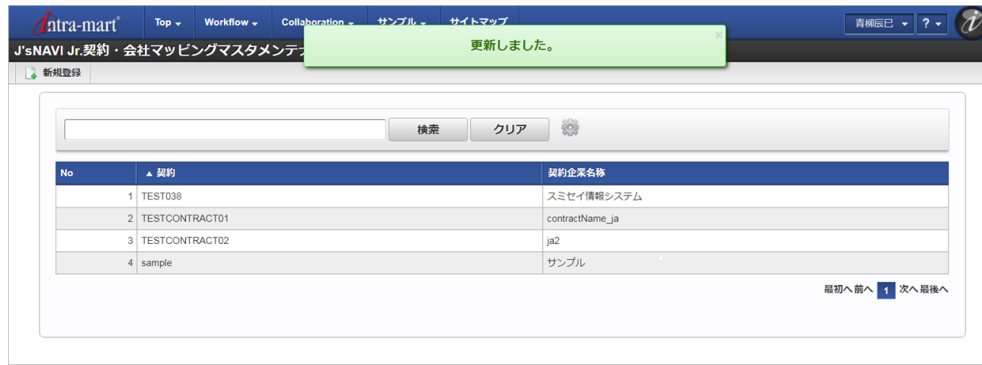 intra-mart® Top Workflow Collaboration サンプル サイトマップ 青柳辰巳 ?
更新しました。 ×
J'sNAVI Jr.契約・会社マッピングマスタメンテナ
新規登録
検索 クリア
No ▲ 契約 契約企業名称
1 TEST038 スミセイ情報システム
2 TESTCONTRACT01 contractName_ja
3 TESTCONTRACT02 ja2
4 sample サンプル
最初へ 前へ 1 次へ 最後へ